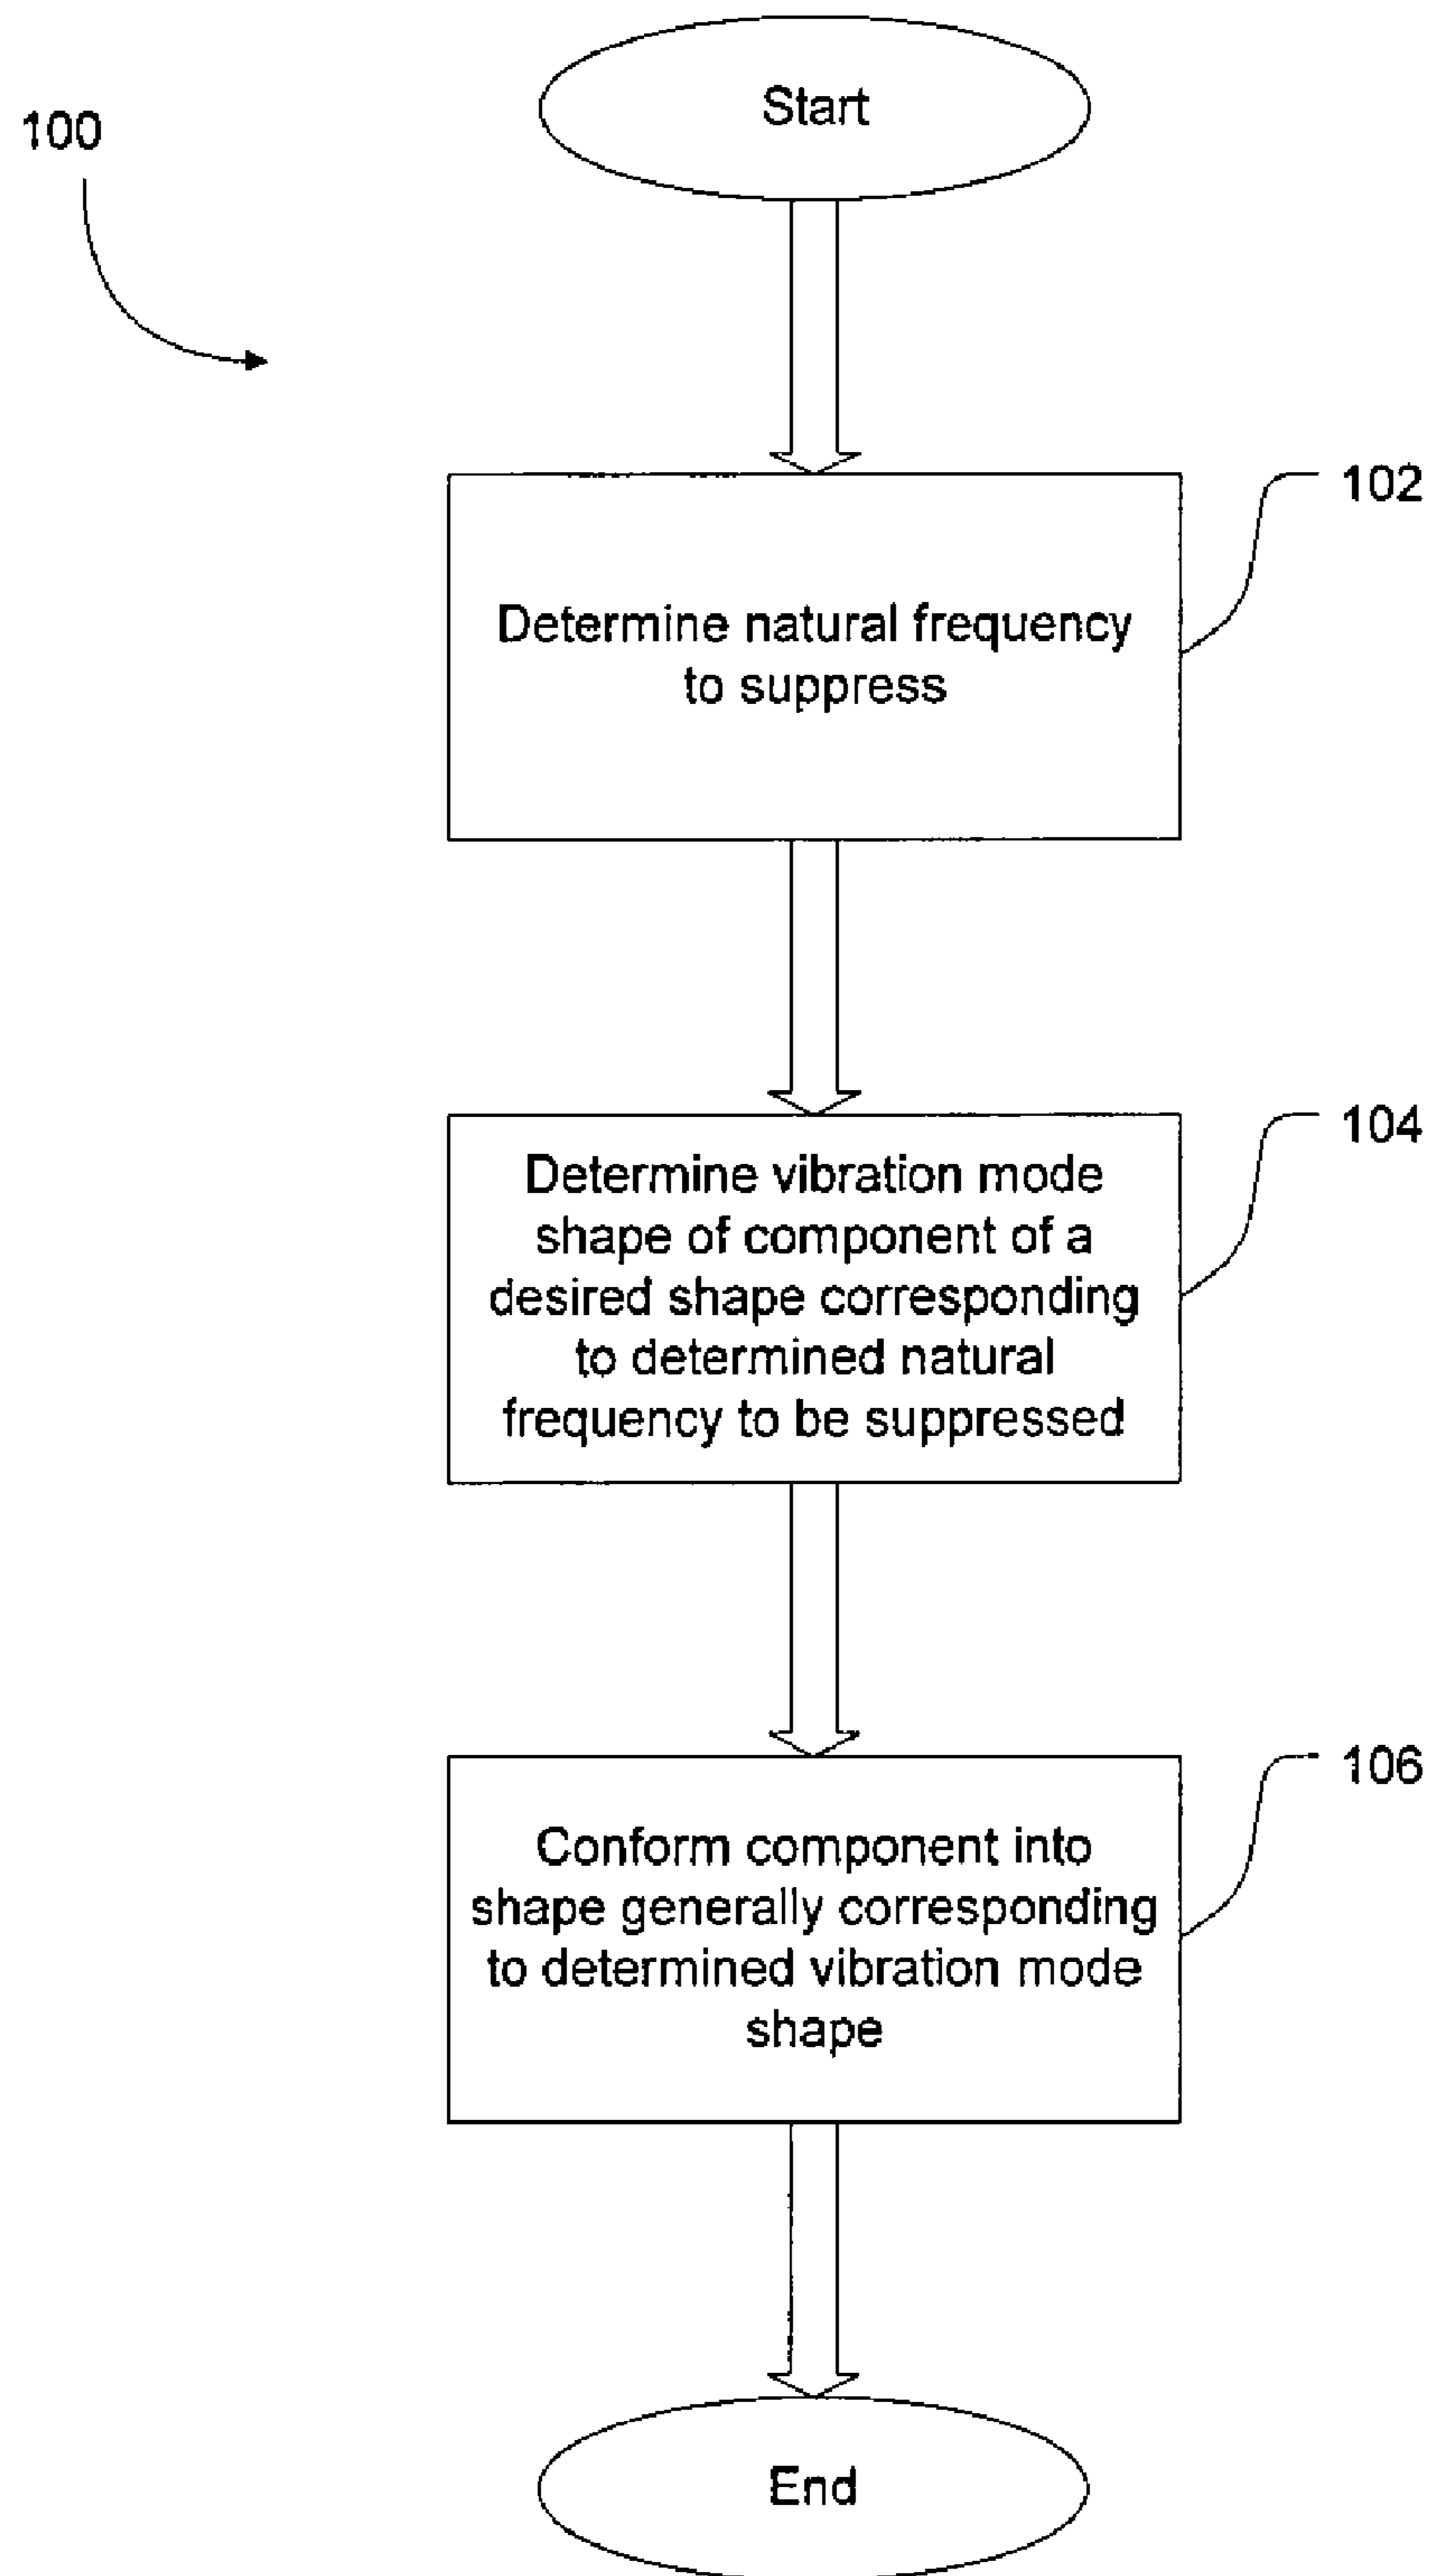 Start
100
102
Determine natural frequency
to suppress
104
Determine vibration mode
shape of component of a
desired shape corresponding
to determined natural
frequency to be suppressed
106
Conform component into
shape generally corresponding
to determined vibration mode
shape
End